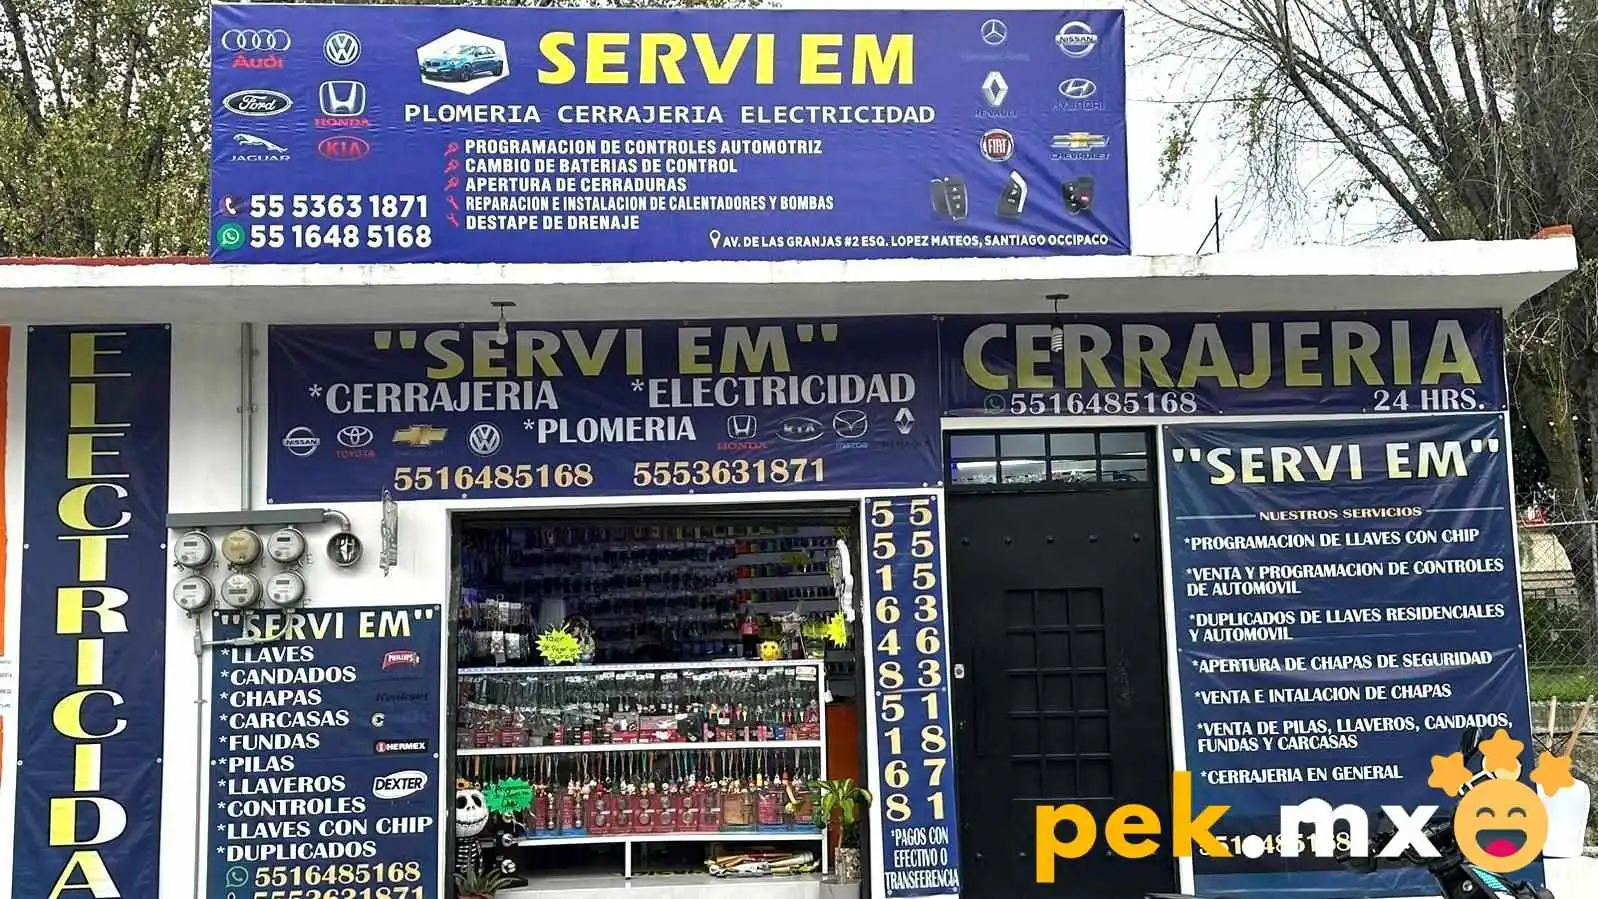 Audi
Ford
HONDA
JAGUAR
KIA
SERVI EM
PLOMERIA CERRAJERIA ELECTRICIDAD
PROGRAMACION DE CONTROLES AUTOMOTRIZ
CAMBIO DE BATERIAS DE CONTROL
APERTURA DE CERRADURAS
REPARACION E INSTALACION DE CALENTADORES Y BOMBAS
DESTAPE DE DRENAJE
55 5363 1871
55 1648 5168
AV. DE LAS GRANJAS #2 ESQ. LOPEZ MATEOS, SANTIAGO OCCIPACO
NISSAN
RENAULT
HYUNDAI
FIAT
CHEVROLET
ELECTRICIDA
"SERVI EM"
*CERRAJERIA *ELECTRICIDAD
*PLOMERIA
NISSAN
TOYOTA
HONDA
KIA
5516485168 5553631871
CERRAJERIA
5516485168 24 HRS.
"SERVI EM"
*LLAVES
*CANDADOS
*CHAPAS
*CARCASAS
*FUNDAS
*PILAS
*LLAVEROS
*CONTROLES
*LLAVES CON CHIP
*DUPLICADOS
5516485168
5553631871
PHILLIPS
HERMEX
DEXTER
5516485168
5553631871
*PAGOS CON
EFECTIVO O
TRANSFERENCIA
"SERVI EM"
NUESTROS SERVICIOS
*PROGRAMACION DE LLAVES CON CHIP
*VENTA Y PROGRAMACION DE CONTROLES
DE AUTOMOVIL
*DUPLICADOS DE LLAVES RESIDENCIALES
Y AUTOMOVIL
*APERTURA DE CHAPAS DE SEGURIDAD
*VENTA E INTALACION DE CHAPAS
*VENTA DE PILAS, LLAVEROS, CANDADOS,
FUNDAS Y CARCASAS
*CERRAJERIA EN GENERAL
pek.mx